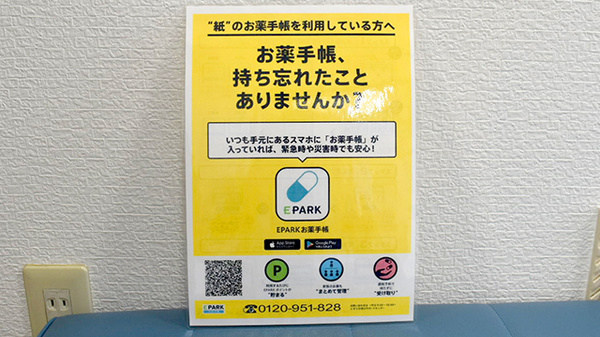 “紙”のお薬手帳を利用している方へ
お薬手帳、
持ち忘れたこと
ありませんか？
いつも手元にあるスマホに「お薬手帳」が
入っていれば、緊急時や災害時でも安心！
EPARK
EPARKお薬手帳
App Store
Google Play
P
“貯まる”
“まとめて管理”
“受け取り”
EPARK
0120-951-828